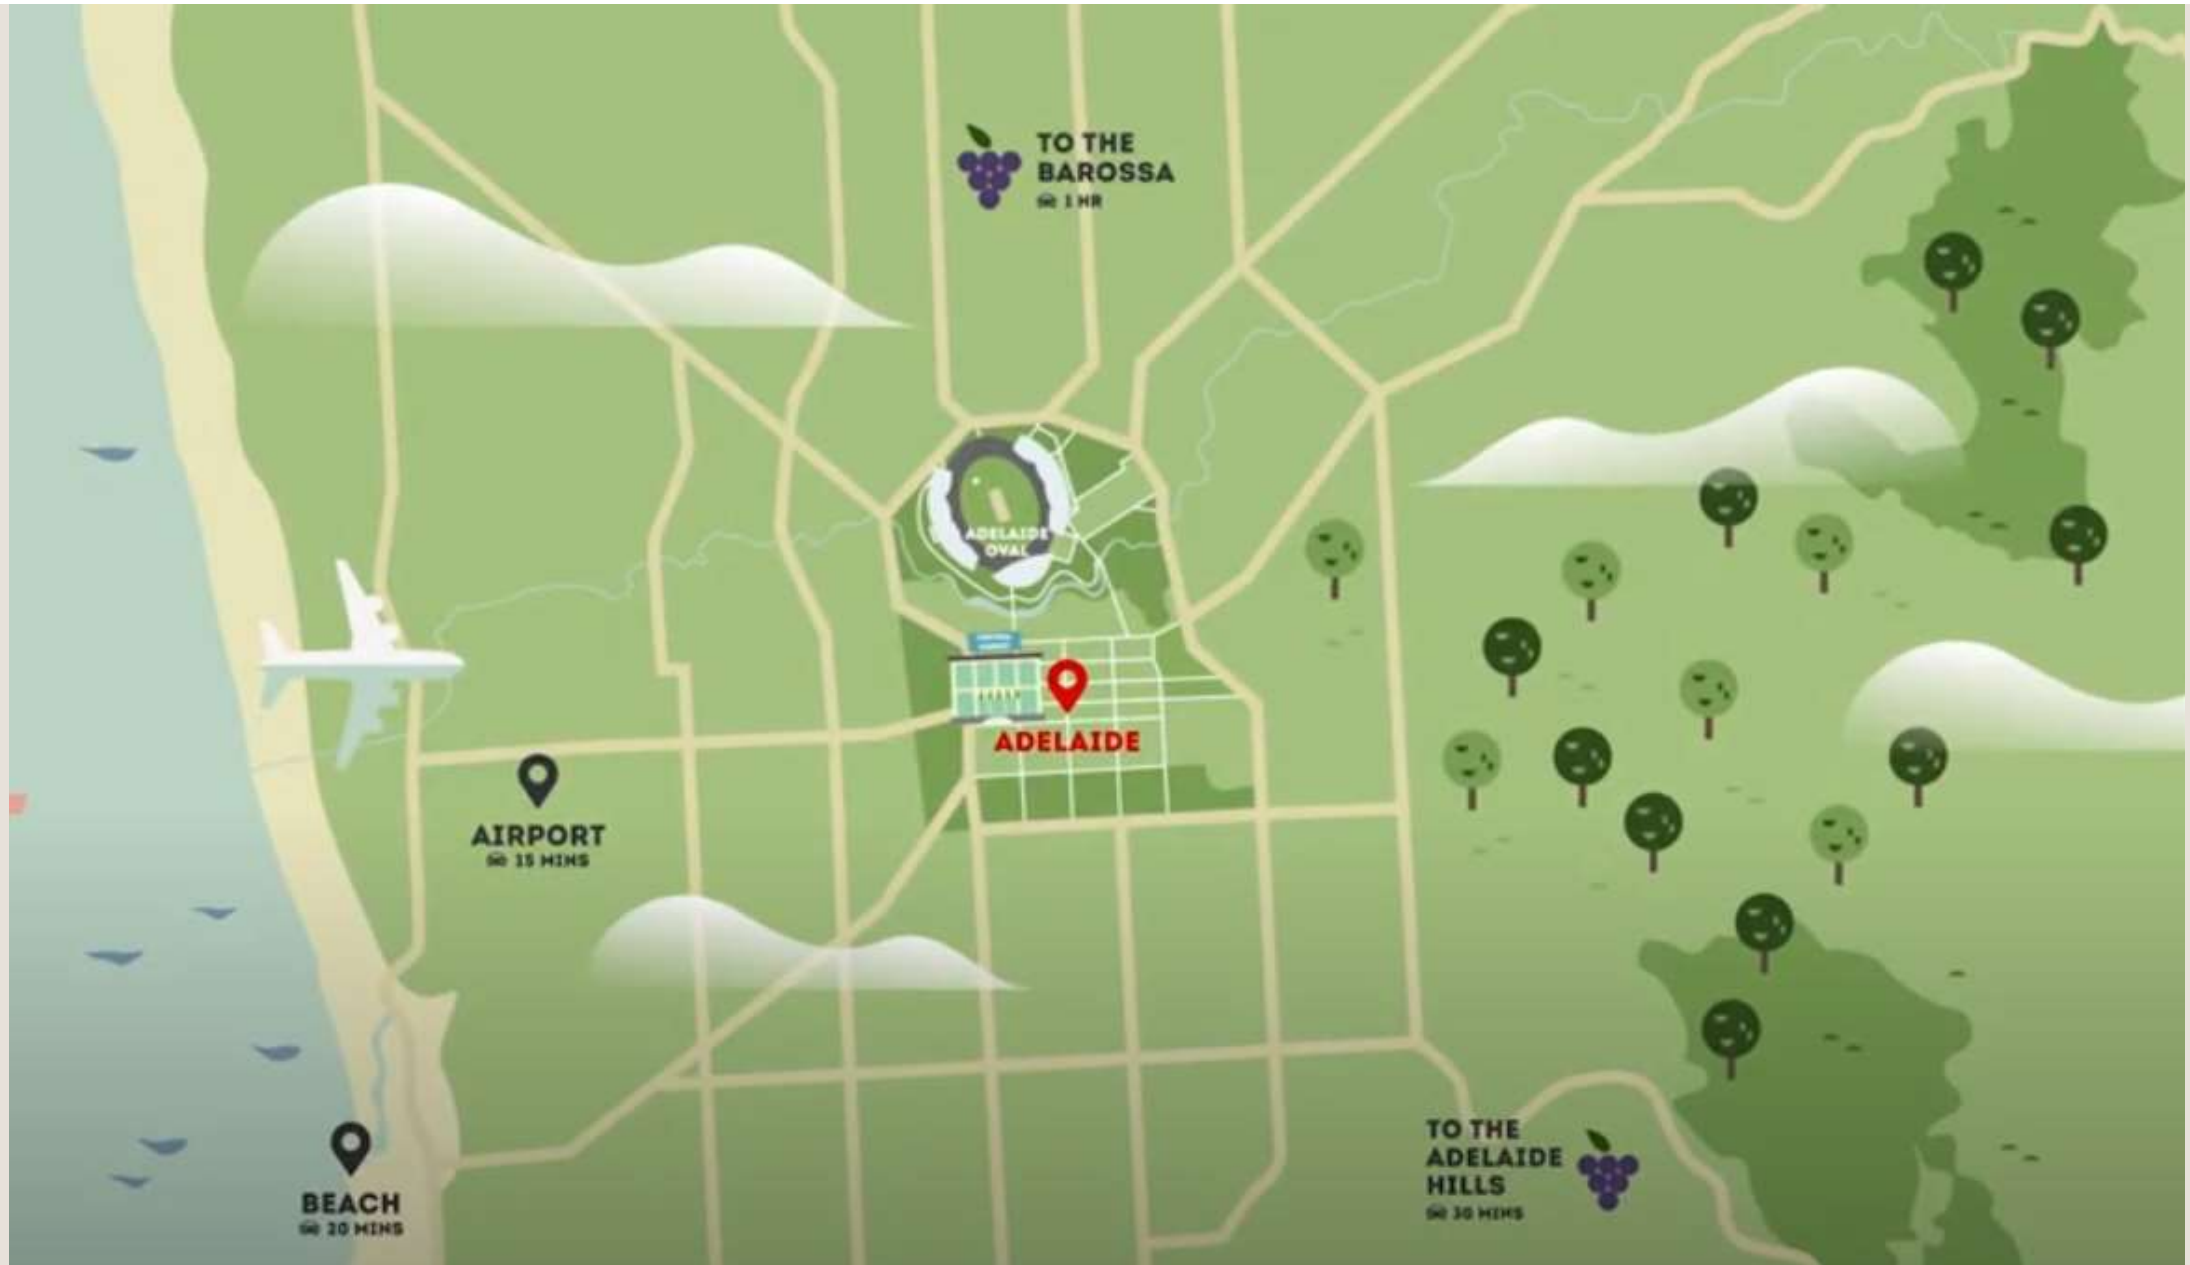 TO THE
BAROSSA
1 HR
ADELAIDE
OVAL
ADELAIDE
AIRPORT
15 MINS
TO THE
ADELAIDE
HILLS
30 MINS
BEACH
20 MINS